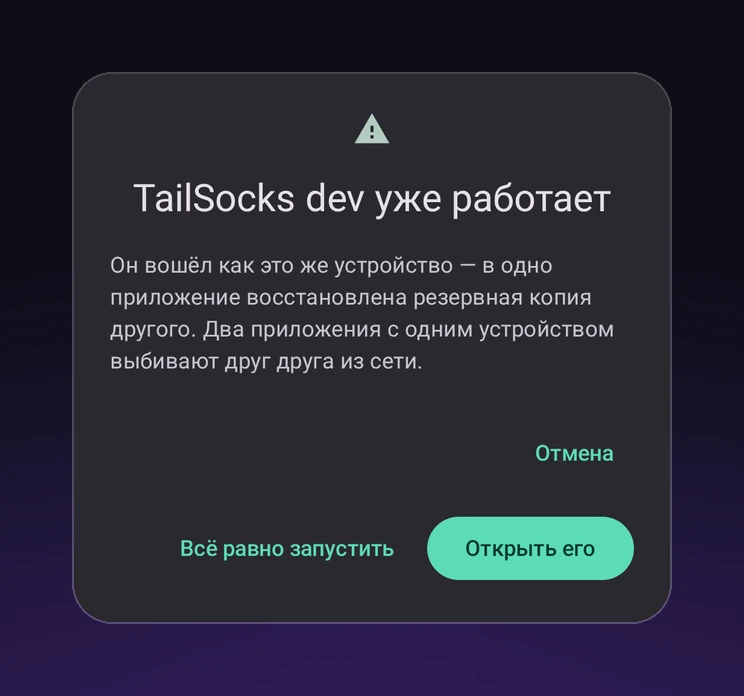 TailSocks dev уже работает
Он вошёл как это же устройство — в одно
приложение восстановлена резервная копия
другого. Два приложения с одним устройством
выбивают друг друга из сети.
Отмена
Всё равно запустить
Открыть его